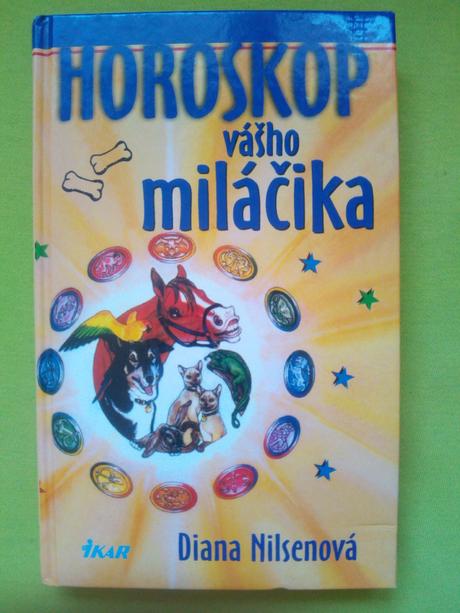 HOROSKOP
vášho
miláčika
iKAR
Diana Nilsenová